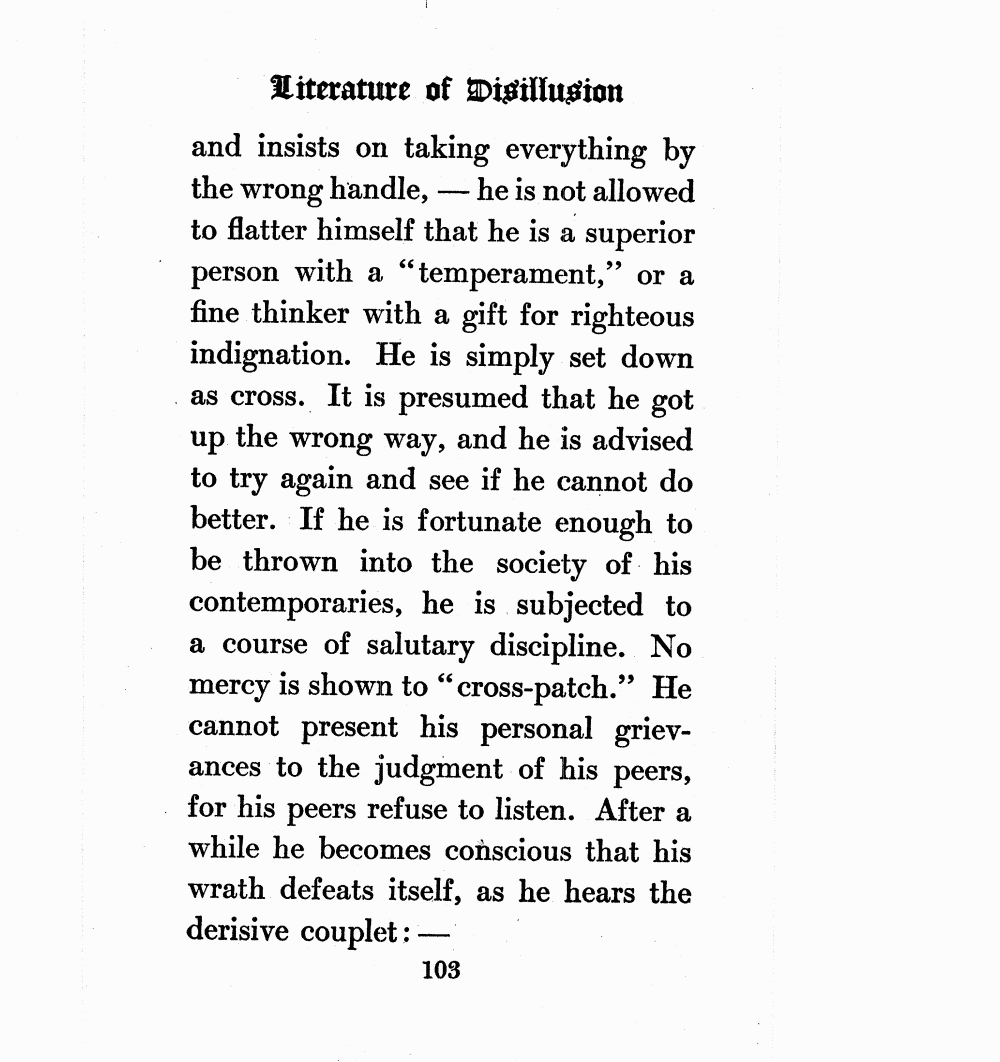 Literature of Disillusion
and insists on taking everything by
the wrong handle, — he is not allowed
to flatter himself that he is a superior
person with a “temperament,” or a
fine thinker with a gift for righteous
indignation. He is simply set down
as cross. It is presumed that he got
up the wrong way, and he is advised
to try again and see if he cannot do
better. If he is fortunate enough to
be thrown into the society of his
contemporaries, he is subjected to
a course of salutary discipline. No
mercy is shown to “cross-patch.” He
cannot present his personal griev-
ances to the judgment of his peers,
for his peers refuse to listen. After a
while he becomes conscious that his
wrath defeats itself, as he hears the
derisive couplet: —
103